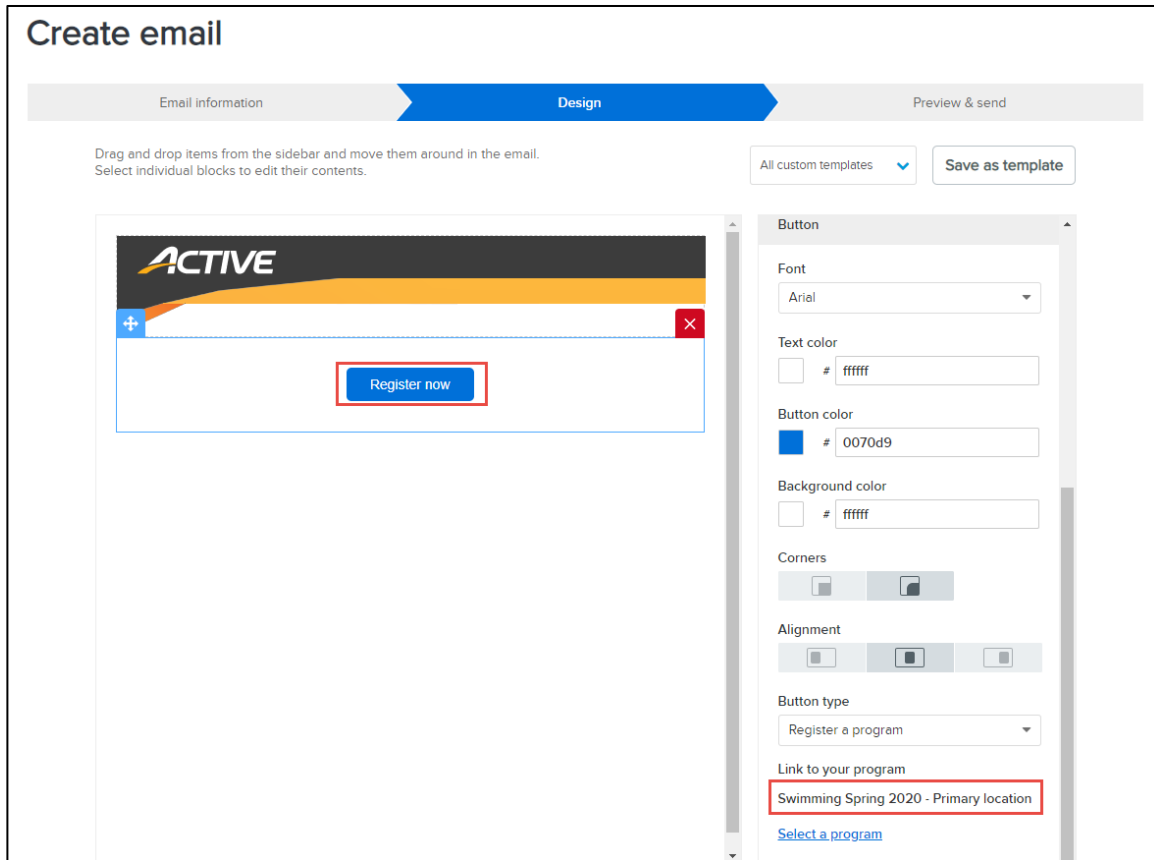 Create email
Email information
Design
Preview & send
Drag and drop items from the sidebar and move them around in the email.
Select individual blocks to edit their contents.
All custom templates
Save as template
ACTIVE
Register now
Button
Font
Arial
Text color
# ffffff
Button color
# 0070d9
Background color
# ffffff
Corners
Alignment
Button type
Register a program
Link to your program
Swimming Spring 2020 - Primary location
Select a program